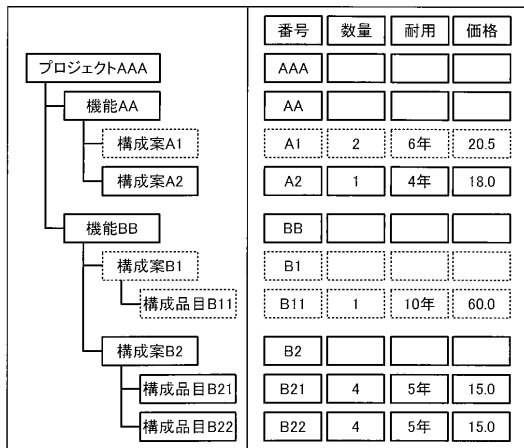 番号 数量 耐用 価格
プロジェクトAAA AAA
機能AA AA
構成案A1 A1 2 6年 20.5
構成案A2 A2 1 4年 18.0
機能BB BB
構成案B1 B1
構成品目B11 B11 1 10年 60.0
構成案B2 B2
構成品目B21 B21 4 5年 15.0
構成品目B22 B22 4 5年 15.0